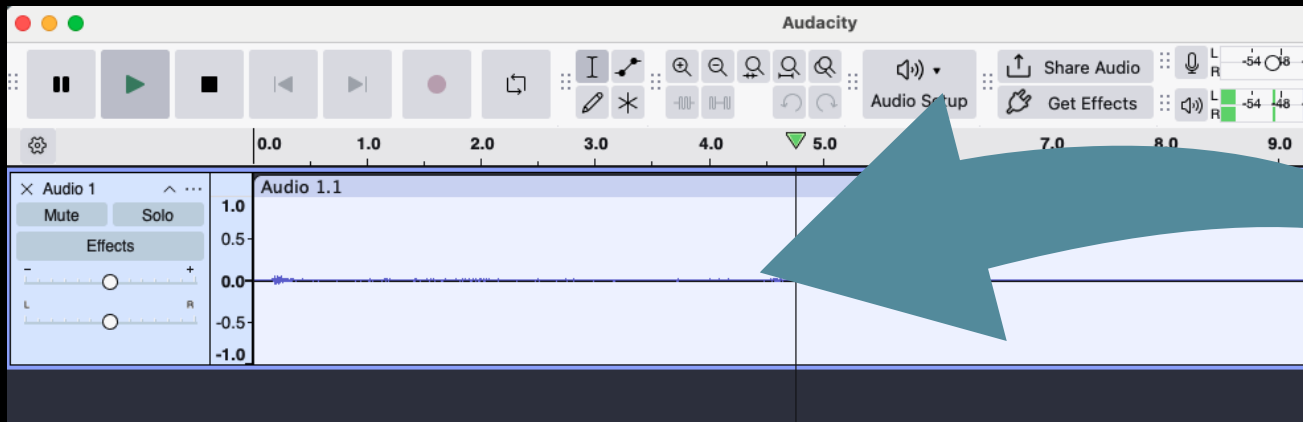 Audacity
Audio Setup
Share Audio
Get Effects
L
R
-54 -48
L
R
-54 -48
0.0 1.0 2.0 3.0 4.0 5.0 7.0 8.0 9.0
Audio 1
Mute Solo
Effects
- +
L R
1.0
0.5
0.0
-0.5
-1.0
Audio 1.1